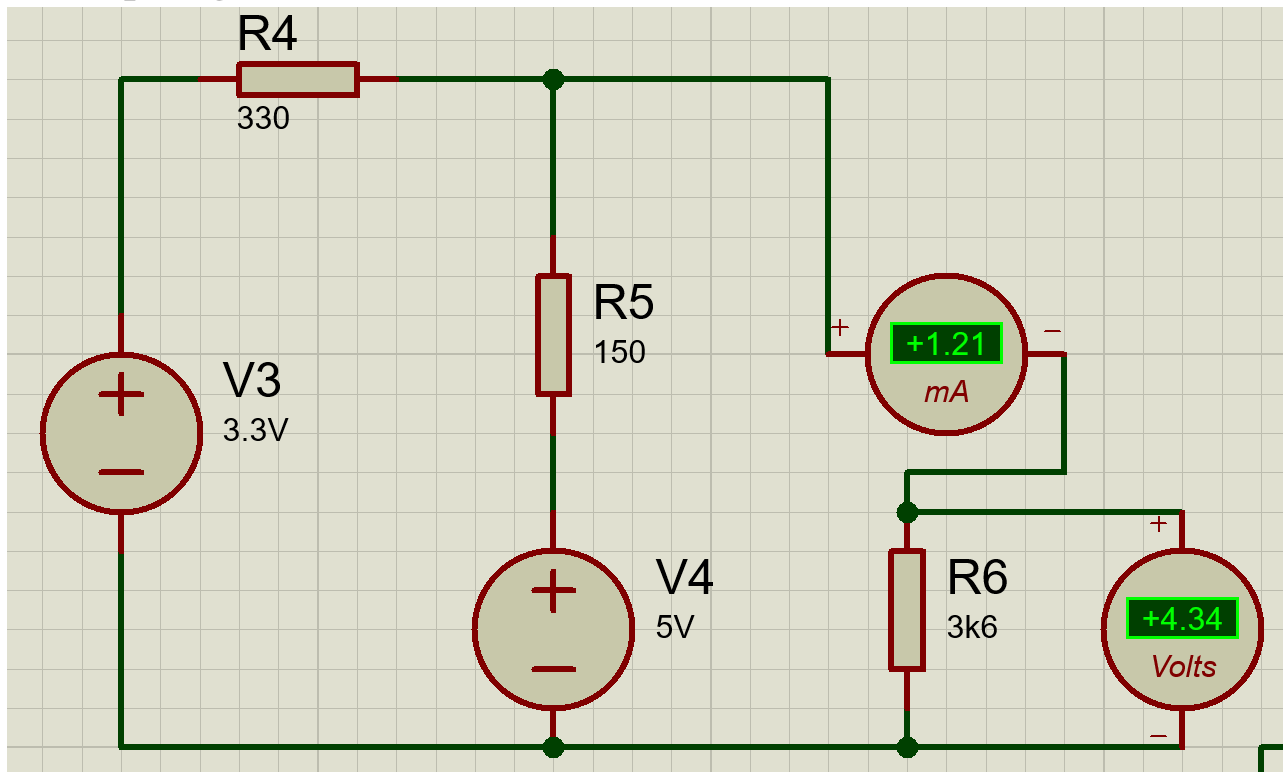 R4
330
R5
150
V3
3.3V
+
−
+
−
+1.21
mA
V4
5V
+
−
R6
3k6
+
−
+4.34
Volts